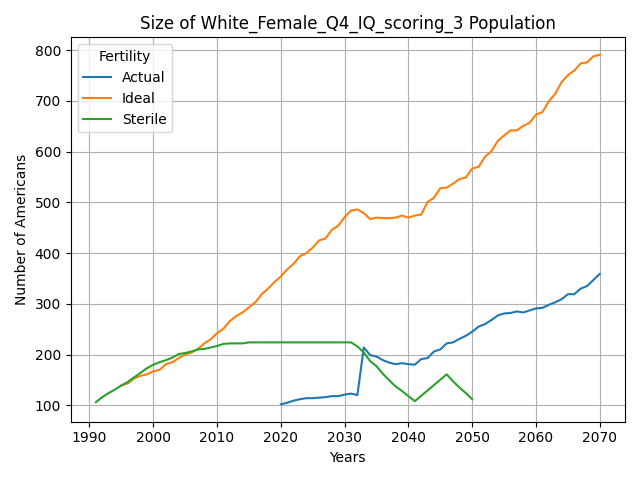 Size of White_Female_Q4_IQ_scoring_3 Population
Fertility
Actual
Ideal
Sterile
Number of Americans
800
700
600
500
400
300
200
100
1990 2000 2010 2020 2030 2040 2050 2060 2070
Years